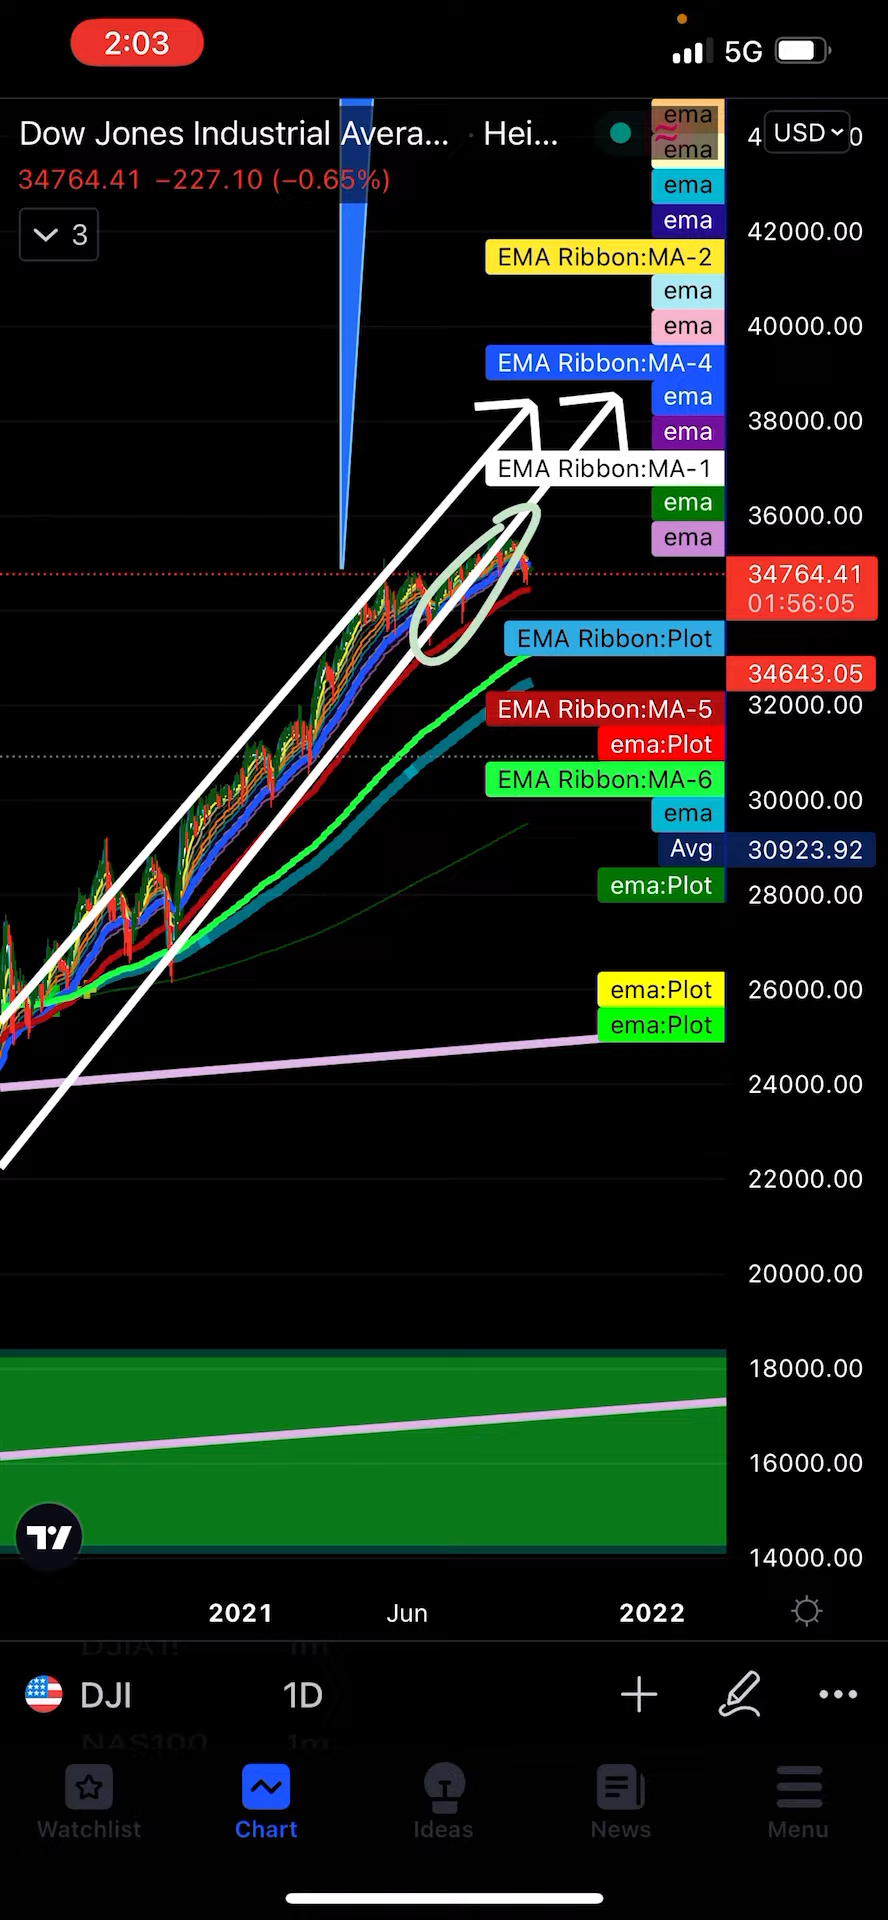 2:03
5G
Dow Jones Industrial Avera... · Hei...
34764.41 −227.10 (−0.65%)
3
USD
ema
ema
ema
ema
EMA Ribbon:MA-2
ema
ema
EMA Ribbon:MA-4
ema
ema
EMA Ribbon:MA-1
ema
ema
EMA Ribbon:Plot
EMA Ribbon:MA-5
ema:Plot
EMA Ribbon:MA-6
ema
Avg
ema:Plot
ema:Plot
ema:Plot
42000.00
40000.00
38000.00
36000.00
34764.41
01:56:05
34643.05
32000.00
30000.00
30923.92
28000.00
26000.00
24000.00
22000.00
20000.00
18000.00
16000.00
14000.00
2021 Jun 2022
DJI 1D
NAS100 1m
Watchlist Chart Ideas News Menu